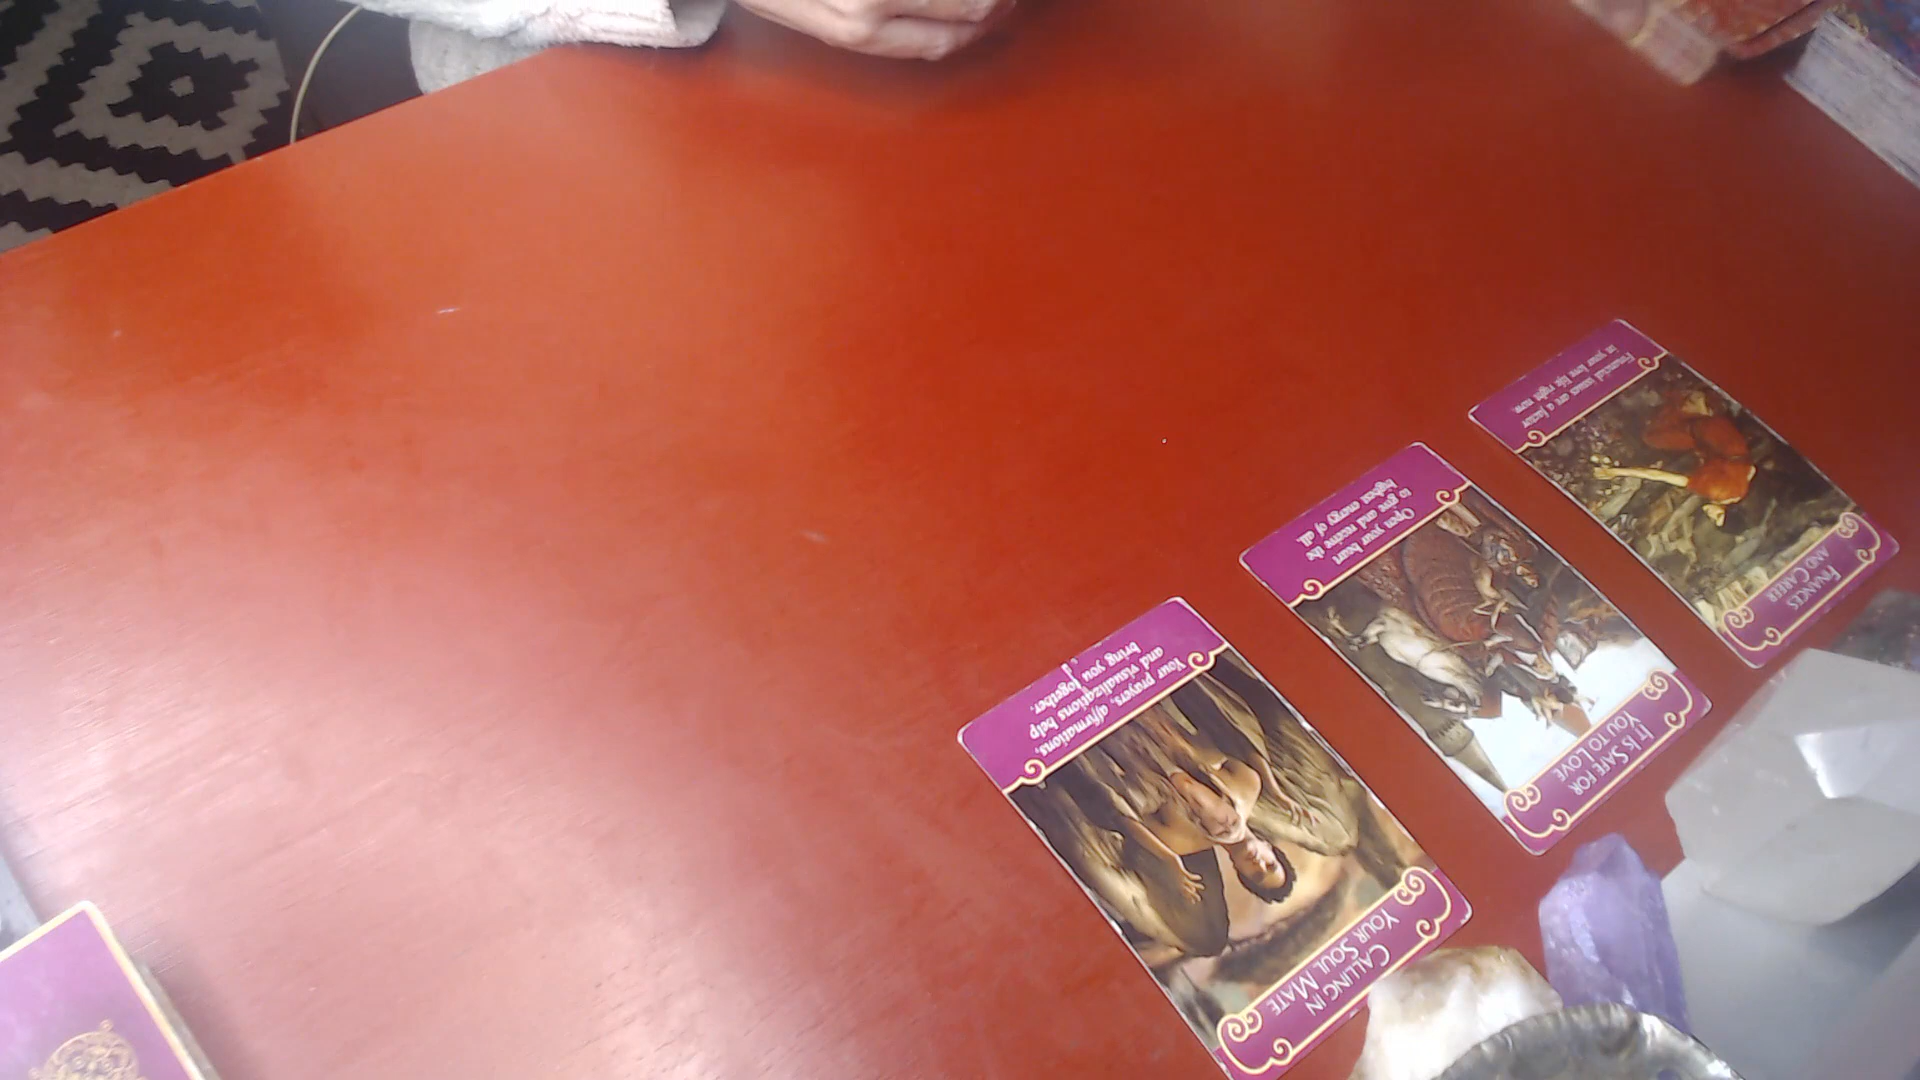 CALLING IN
YOUR SOUL MATE
Your prayers, affirmations,
and visualizations help
bring you together.
IT IS SAFE FOR
YOU TO LOVE
Open your heart
to give and receive the
highest energy of all.
FINANCES
AND CAREER
Financial issues are a factor
in your love life right now.